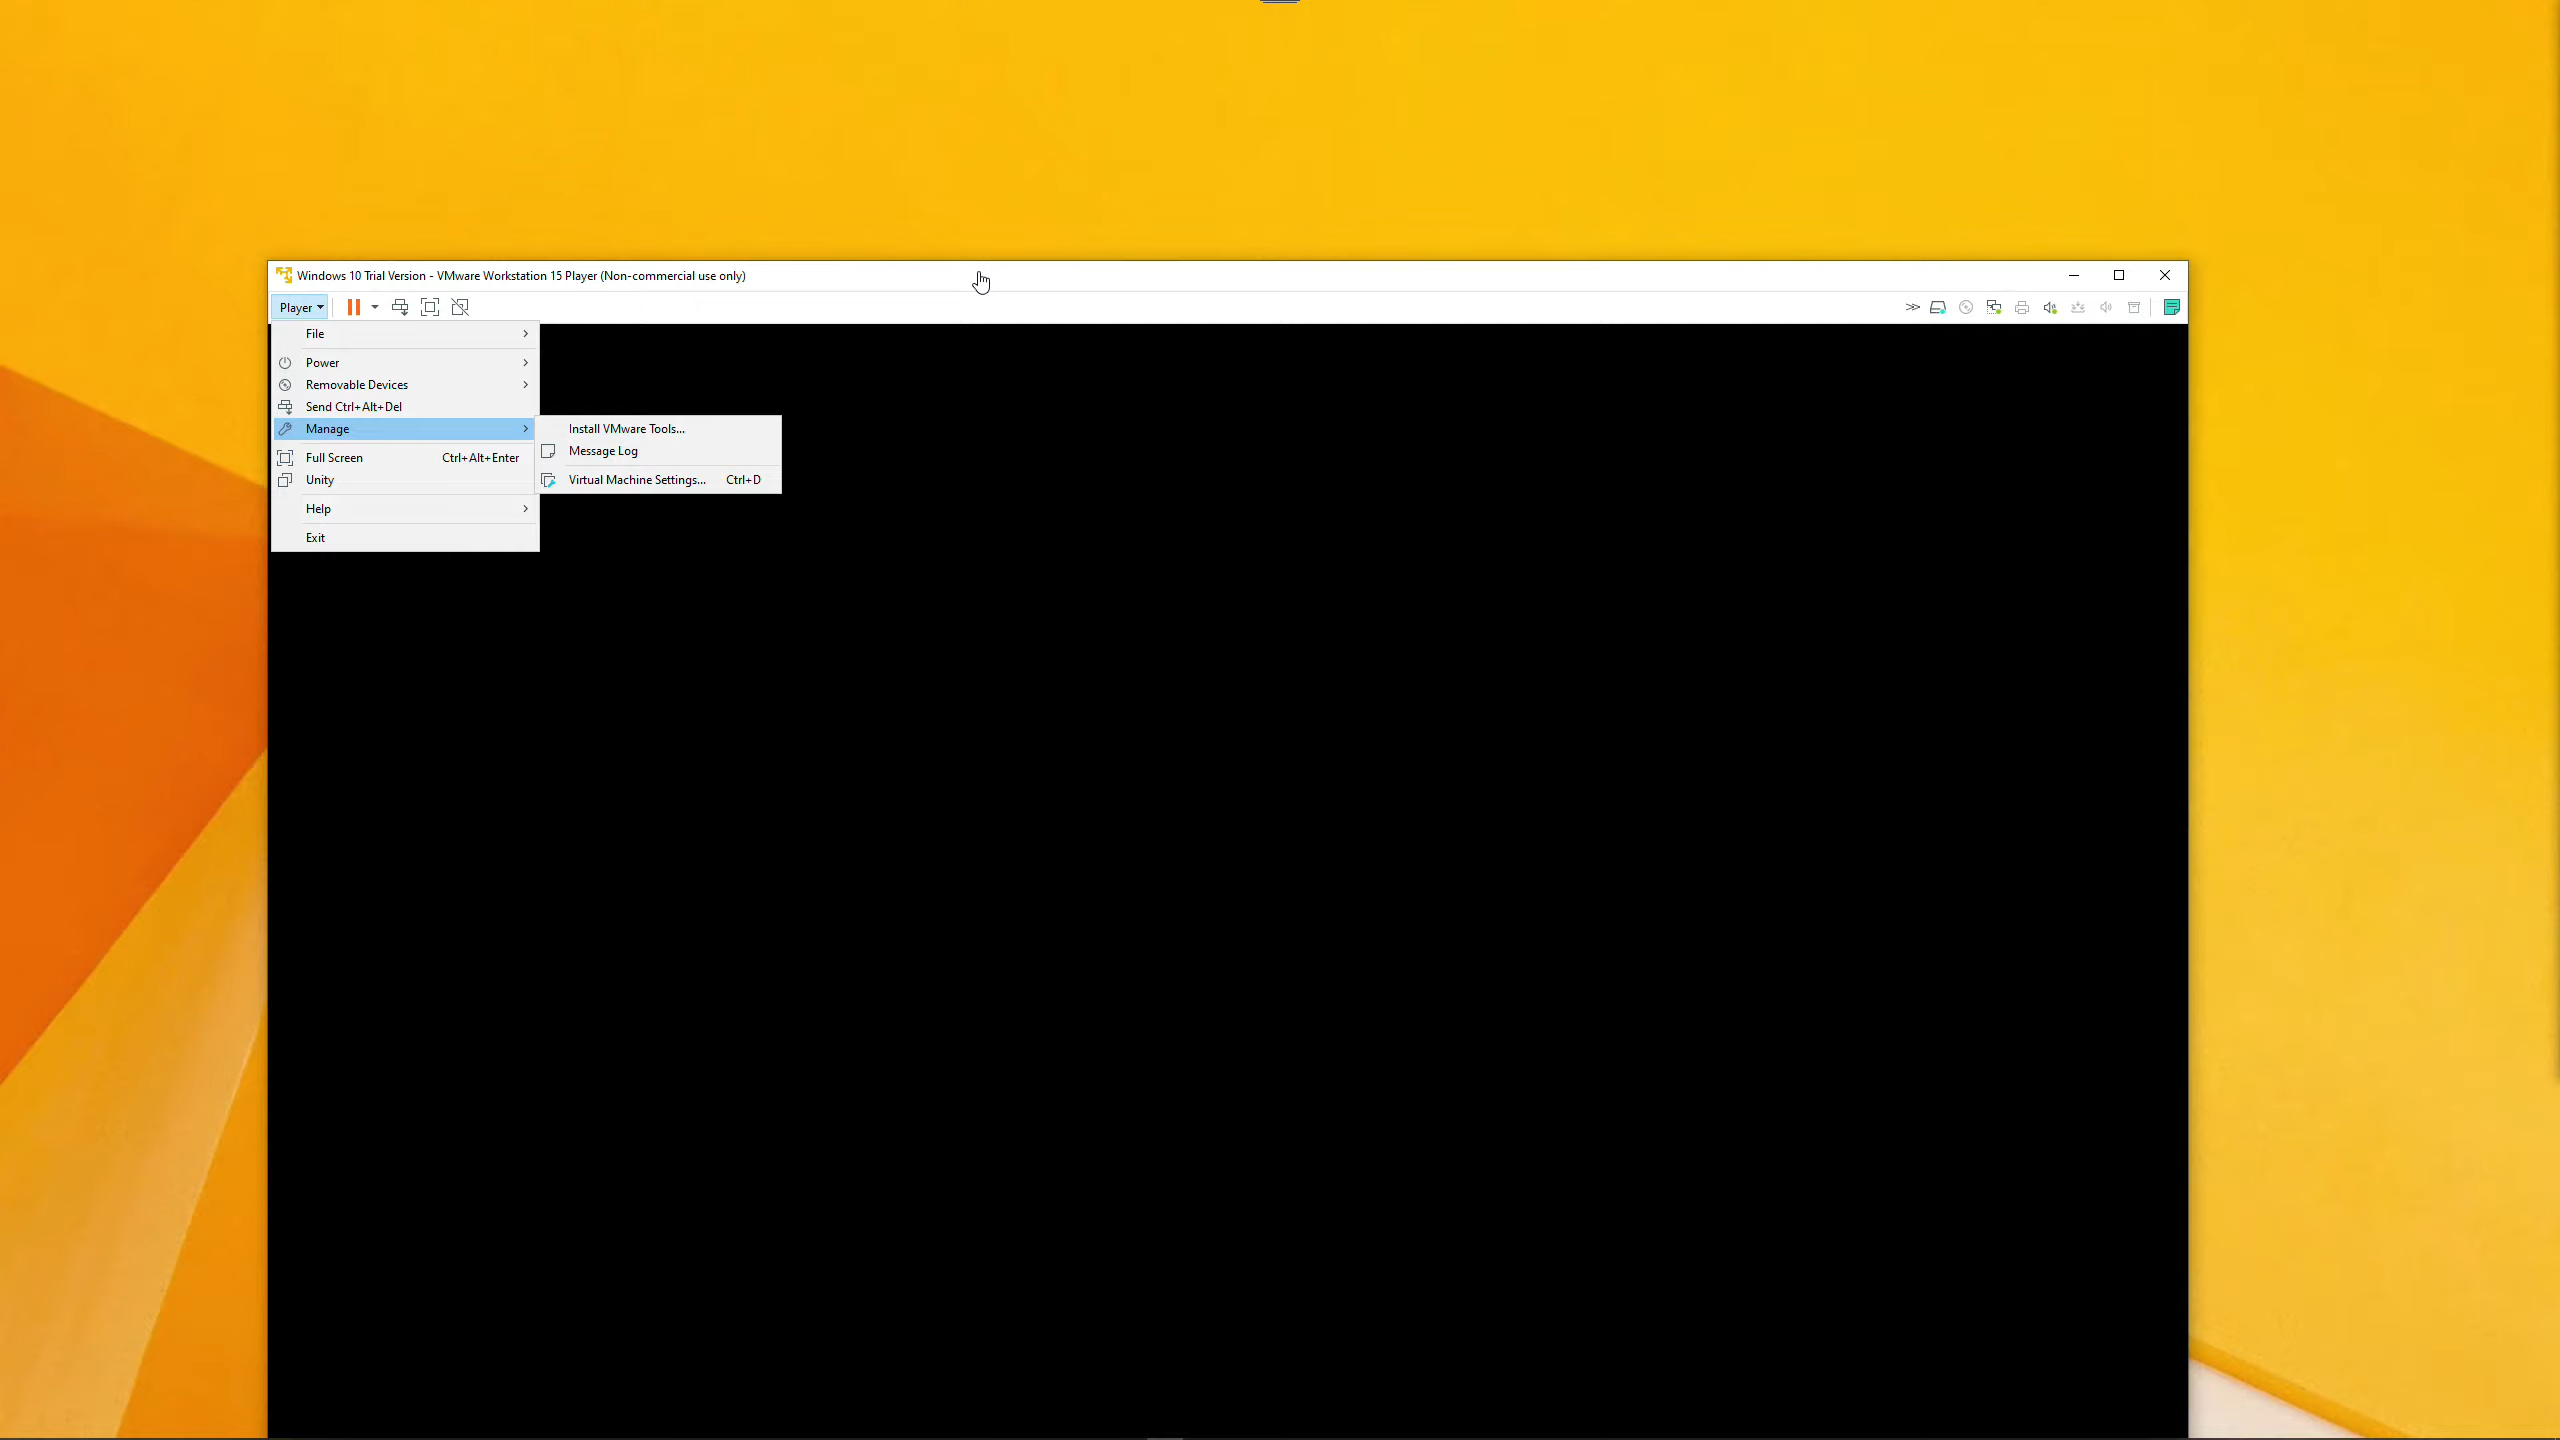 Windows 10 Trial Version - VMware Workstation 15 Player (Non-commercial use only)
Player
File
Power
Removable Devices
Send Ctrl+Alt+Del
Manage
Install VMware Tools...
Message Log
Full Screen Ctrl+Alt+Enter
Unity
Virtual Machine Settings... Ctrl+D
Help
Exit